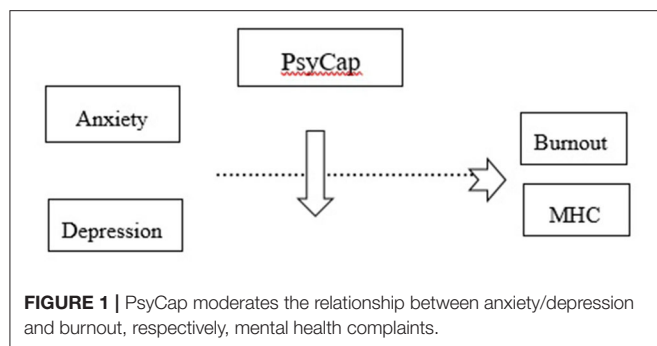 PsyCap
Anxiety
Burnout
MHC
Depression
FIGURE 1 | PsyCap moderates the relationship between anxiety/depression
and burnout, respectively, mental health complaints.